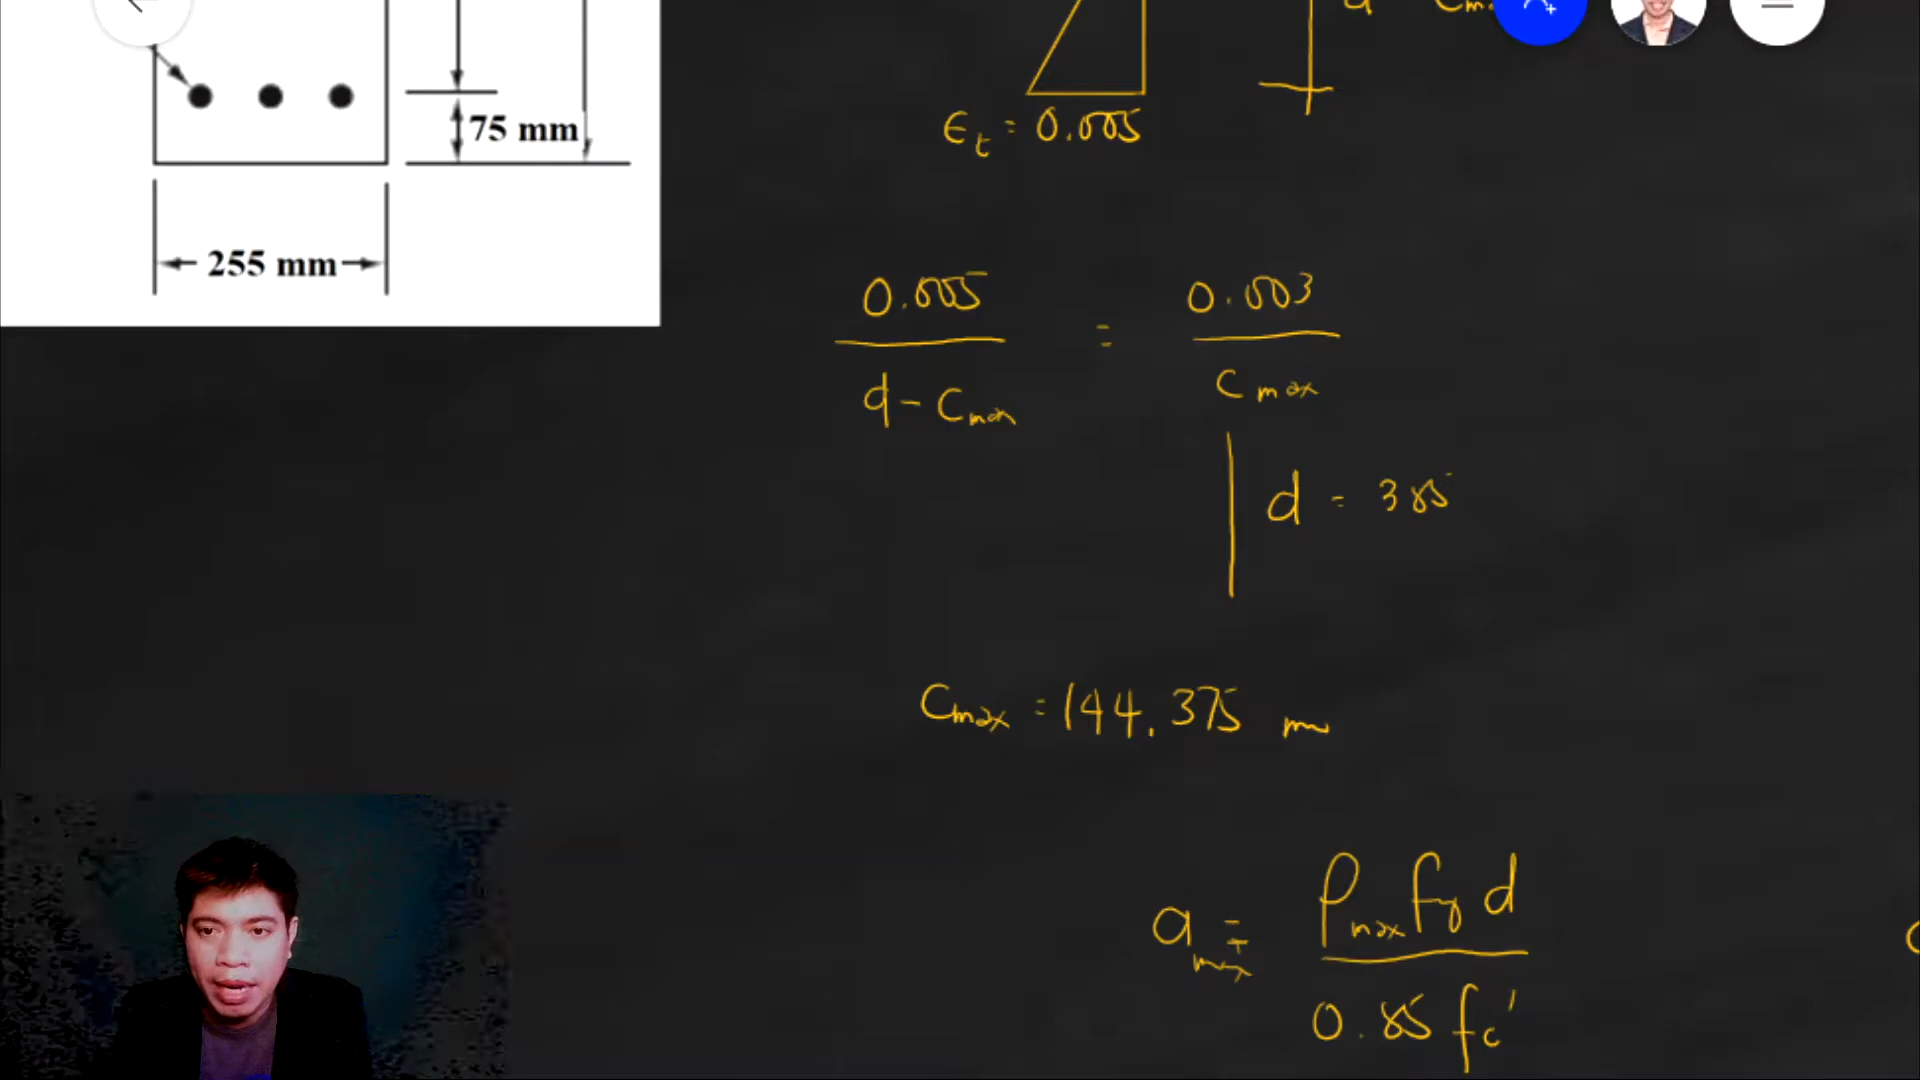 75 mm
255 mm
ϵt = 0.005
0.005 / d - Cmax = 0.003 / Cmax
d = 385
Cmax = 144.375 mm
amax = ρmax fy d / 0.85 fc'